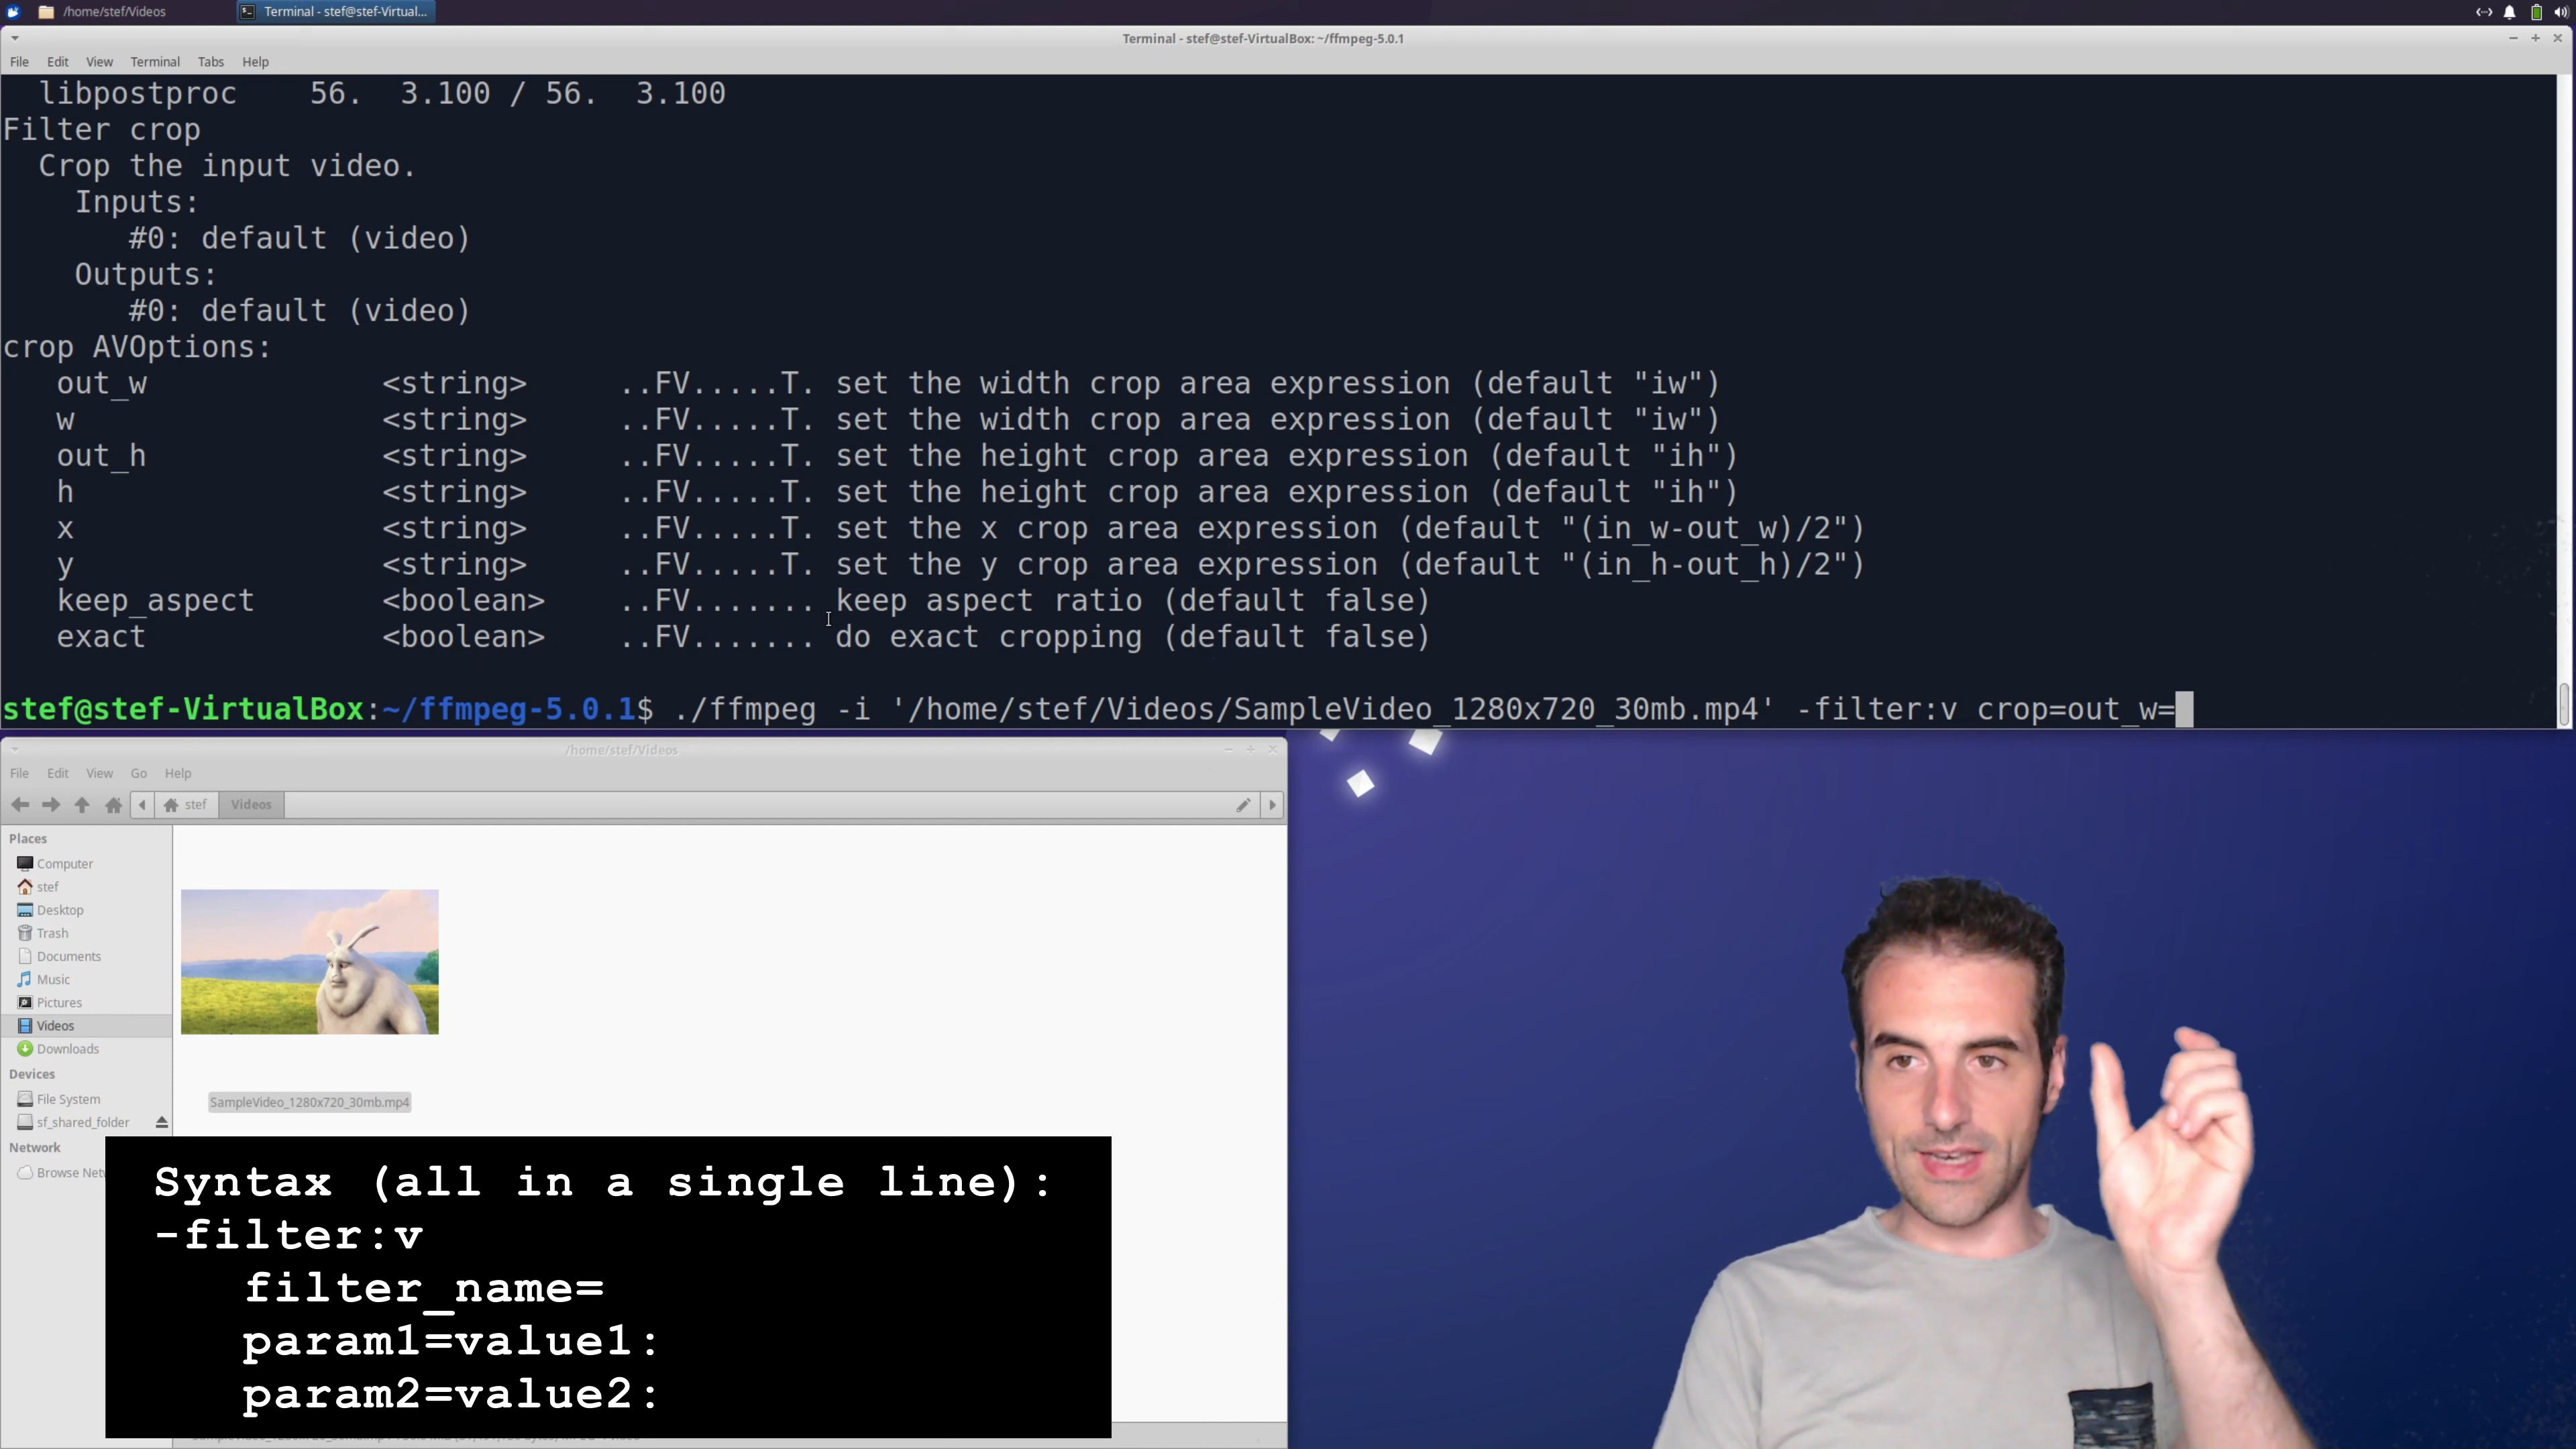 /home/stef/Videos
Terminal - stef@stef-Virtual...
Terminal - stef@stef-VirtualBox: ~/ffmpeg-5.0.1
File Edit View Terminal Tabs Help
libpostproc 56. 3.100 / 56. 3.100
Filter crop
Crop the input video.
Inputs:
#0: default (video)
Outputs:
#0: default (video)
crop AVOptions:
out_w <string> ..FV.....T. set the width crop area expression (default "iw")
w <string> ..FV.....T. set the width crop area expression (default "iw")
out_h <string> ..FV.....T. set the height crop area expression (default "ih")
h <string> ..FV.....T. set the height crop area expression (default "ih")
x <string> ..FV.....T. set the x crop area expression (default "(in_w-out_w)/2")
y <string> ..FV.....T. set the y crop area expression (default "(in_h-out_h)/2")
keep_aspect <boolean> ..FV....... keep aspect ratio (default false)
exact <boolean> ..FV....... do exact cropping (default false)
stef@stef-VirtualBox:~/ffmpeg-5.0.1$ ./ffmpeg -i '/home/stef/Videos/SampleVideo_1280x720_30mb.mp4' -filter:v crop=out_w=
/home/stef/Videos
File Edit View Go Help
stef Videos
Places
Computer
stef
Desktop
Trash
Documents
Music
Pictures
Videos
Downloads
Devices
File System
sf_shared_folder
Network
Browse
SampleVideo_1280x720_30mb.mp4
Syntax (all in a single line):
-filter:v
filter_name=
param1=value1:
param2=value2: